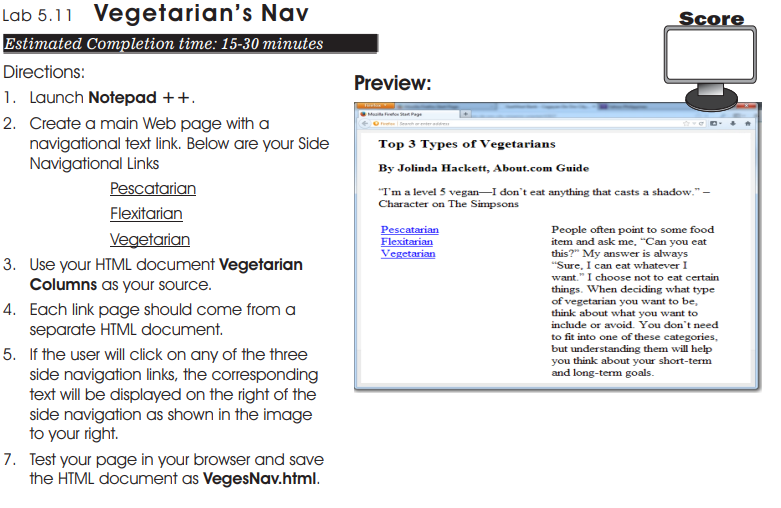 Lab 5.11 Vegetarian's Nav
Score
Estimated Completion time: 15-30 minutes
Directions:
1. Launch Notepad ++.
2. Create a main Web page with a
navigational text link. Below are your Side
Navigational Links
Pescatarian
Flexitarian
Vegetarian
3. Use your HTML document Vegetarian
Columns as your source.
4. Each link page should come from a
separate HTML document.
5. If the user will click on any of the three
side navigation links, the corresponding
text will be displayed on the right of the
side navigation as shown in the image
to your right.
7. Test your page in your browser and save
the HTML document as VegesNav.html.
Preview:
Mozilla Firefox Start Page
Search or enter address
Top 3 Types of Vegetarians
By Jolinda Hackett, About.com Guide
"I'm a level 5 vegan—I don't eat anything that casts a shadow." –
Character on The Simpsons
Pescatarian
Flexitarian
Vegetarian
People often point to some food
item and ask me, "Can you eat
this?" My answer is always
"Sure, I can eat whatever I
want." I choose not to eat certain
things. When deciding what type
of vegetarian you want to be,
think about what you want to
include or avoid. You don't need
to fit into one of these categories,
but understanding them will help
you think about your short-term
and long-term goals.